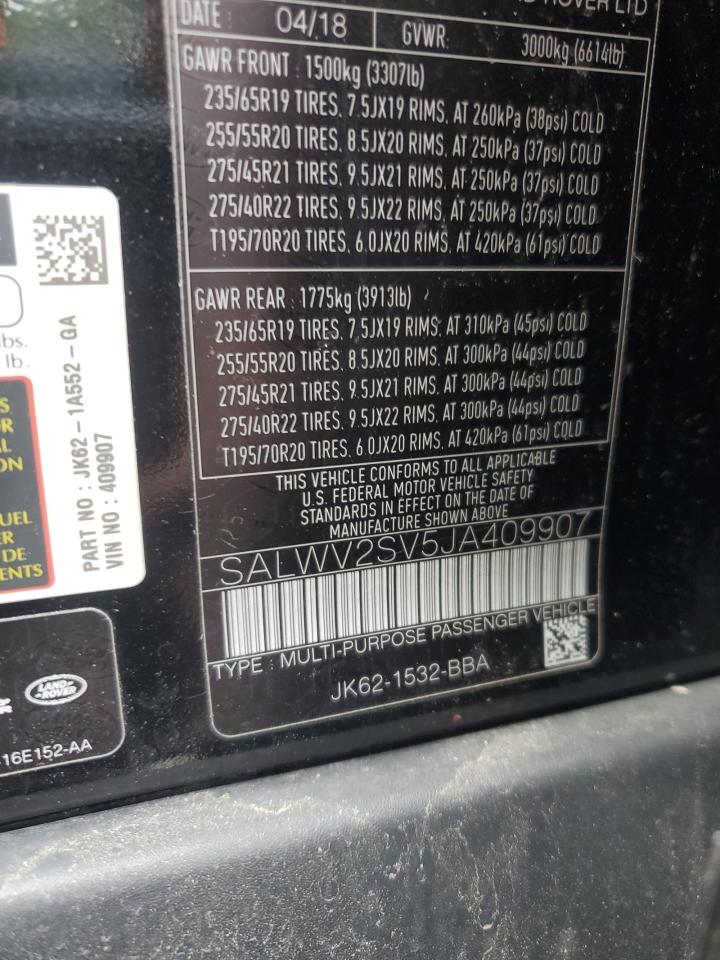 ROVER LTD
DATE : 04/18 GVWR: 3000kg (6614lb)
GAWR FRONT : 1500kg (3307lb)
235/65R19 TIRES, 7.5JX19 RIMS, AT 260kPa (38psi) COLD
255/55R20 TIRES, 8.5JX20 RIMS, AT 250kPa (37psi) COLD
275/45R21 TIRES, 9.5JX21 RIMS, AT 250kPa (37psi) COLD
275/40R22 TIRES, 9.5JX22 RIMS, AT 250kPa (37psi) COLD
T195/70R20 TIRES, 6.0JX20 RIMS, AT 420kPa (61psi) COLD
GAWR REAR : 1775kg (3913lb)
235/65R19 TIRES, 7.5JX19 RIMS, AT 310kPa (45psi) COLD
255/55R20 TIRES, 8.5JX20 RIMS, AT 300kPa (44psi) COLD
275/45R21 TIRES, 9.5JX21 RIMS, AT 300kPa (44psi) COLD
275/40R22 TIRES, 9.5JX22 RIMS, AT 300kPa (44psi) COLD
T195/70R20 TIRES, 6.0JX20 RIMS, AT 420kPa (61psi) COLD
THIS VEHICLE CONFORMS TO ALL APPLICABLE
U.S. FEDERAL MOTOR VEHICLE SAFETY
STANDARDS IN EFFECT ON THE DATE OF
MANUFACTURE SHOWN ABOVE
SALWV2SV5JA409907
TYPE : MULTI-PURPOSE PASSENGER VEHICLE
JK62-1532-BBA
lbs.
lb.
PART NO : JK62-1A552-GA
VIN NO : 409907
UEL
DE
ENTS
LAND-
ROVER
16E152-AA